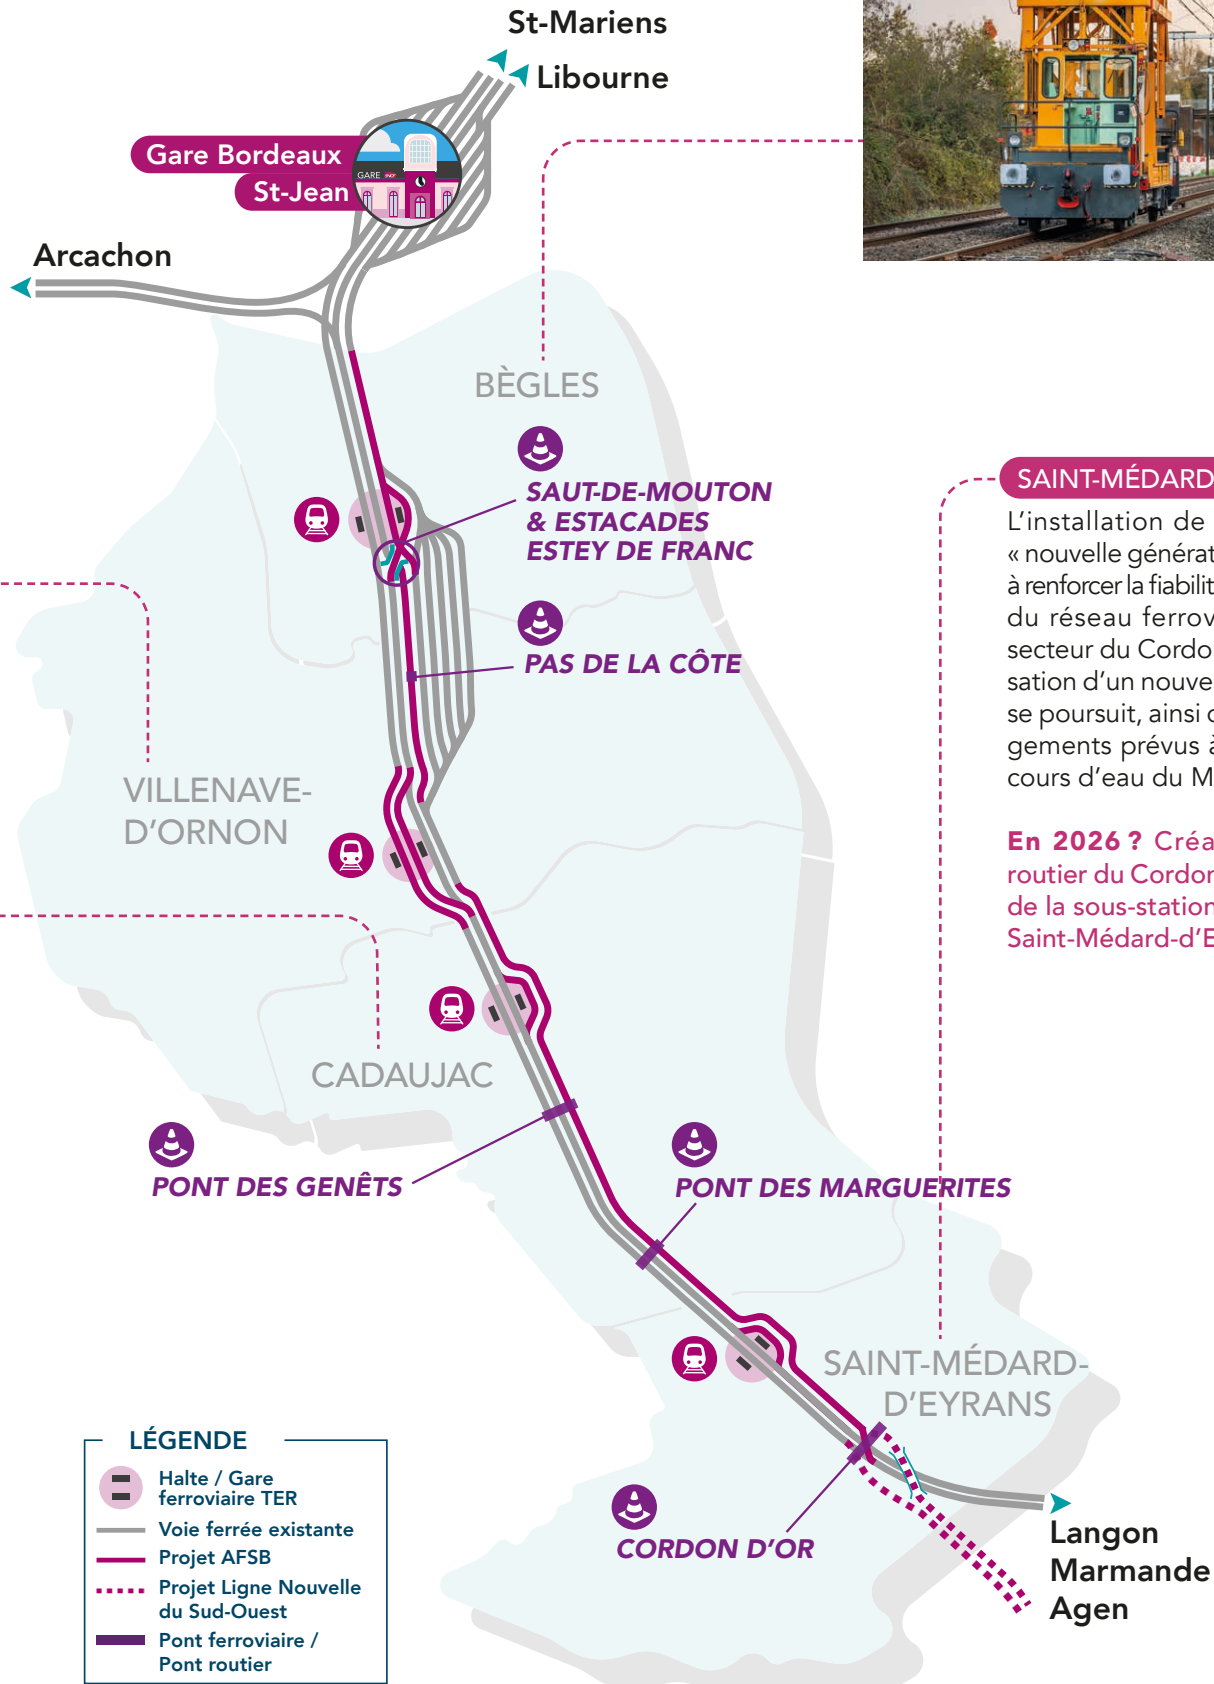 St-Mariens
Libourne
Gare Bordeaux
St-Jean
GARE
Arcachon
BÈGLES
SAUT-DE-MOUTON
& ESTACADES
ESTEY DE FRANC
PAS DE LA CÔTE
VILLENAVE-
D'ORNON
CADAUJAC
PONT DES GENÊTS
PONT DES MARGUERITES
SAINT-MÉDARD-
D'EYRANS
CORDON D'OR
Langon
Marmande
Agen
SAINT-MÉDARD
L'installation de
« nouvelle générat
à renforcer la fiabilit
du réseau ferrov
secteur du Cordon
sation d'un nouve
se poursuit, ainsi
gements prévus à
cours d'eau du M
En 2026 ? Créa
routier du Cordon
de la sous-station
Saint-Médard-d'E
LÉGENDE
Halte / Gare
ferroviaire TER
Voie ferrée existante
Projet AFSB
Projet Ligne Nouvelle
du Sud-Ouest
Pont ferroviaire /
Pont routier